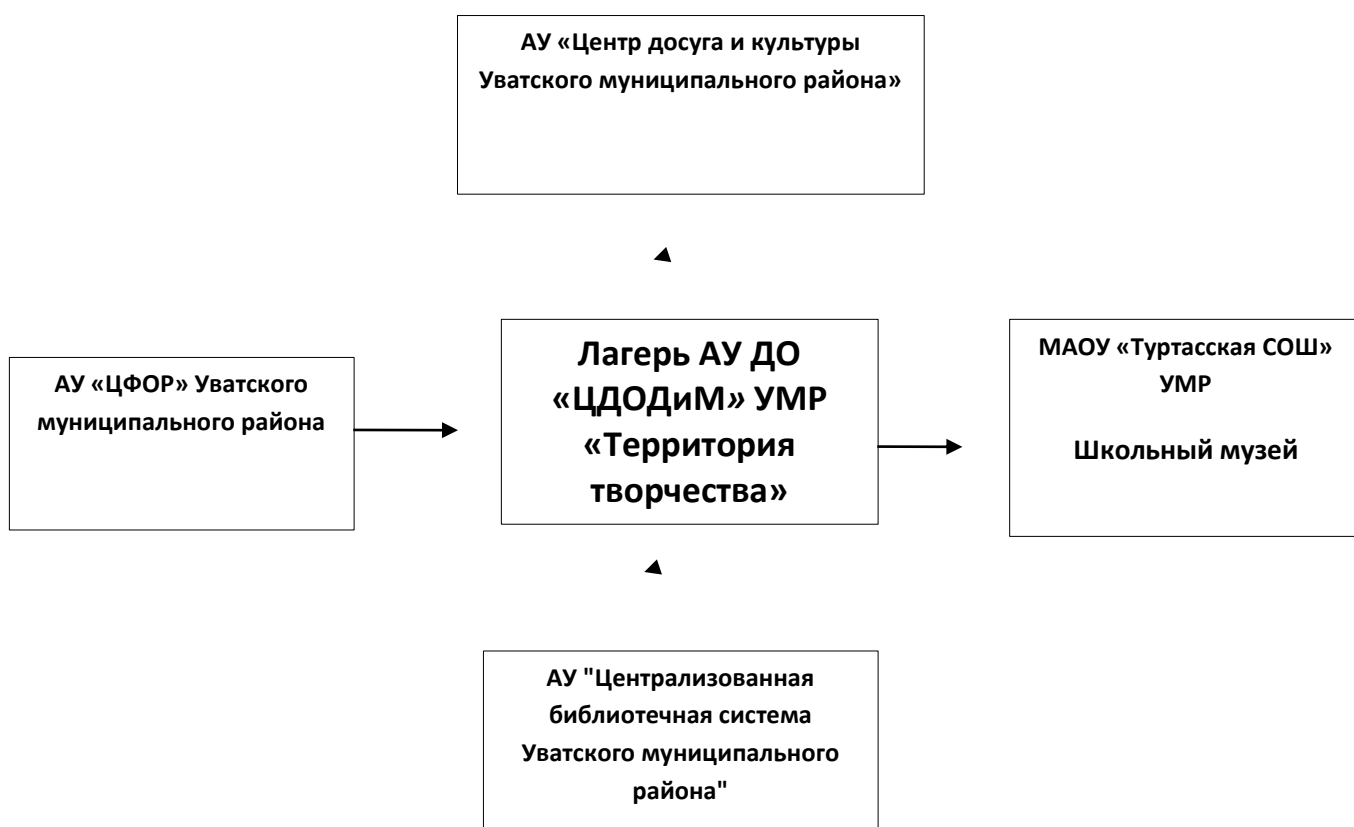 АУ «Центр досуга и культуры
Уватского муниципального района»
АУ «ЦФОР» Уватского
муниципального района
Лагерь АУ ДО
«ЦДОДиМ» УМР
«Территория
творчества»
МАОУ «Туртасская СОШ»
УМР
Школьный музей
АУ "Централизованная
библиотечная система
Уватского муниципального
района"